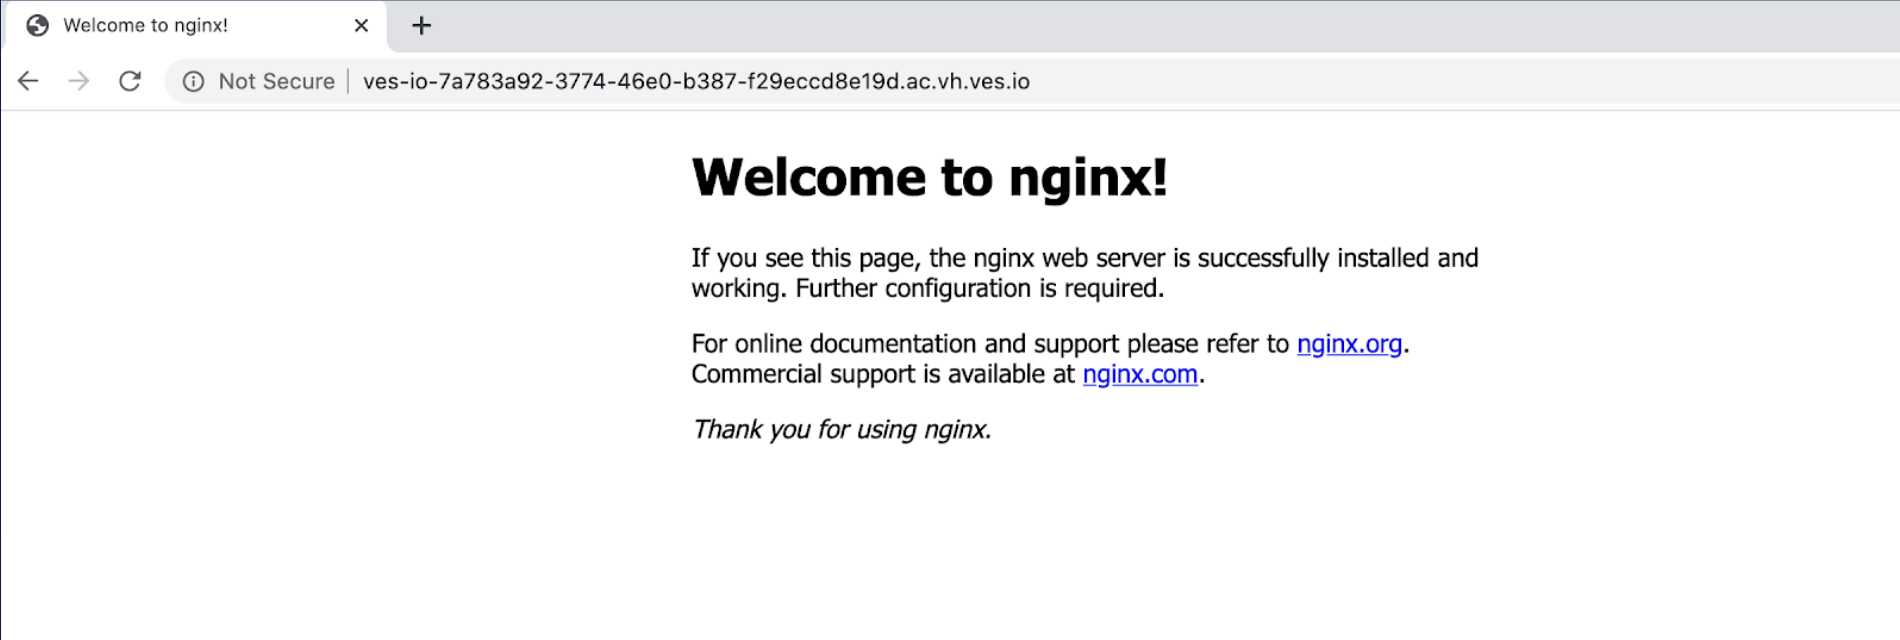 Welcome to nginx!
Not Secure
ves-io-7a783a92-3774-46e0-b387-f29eccd8e19d.ac.vh.ves.io
Welcome to nginx!
If you see this page, the nginx web server is successfully installed and
working. Further configuration is required.
For online documentation and support please refer to nginx.org.
Commercial support is available at nginx.com.
Thank you for using nginx.